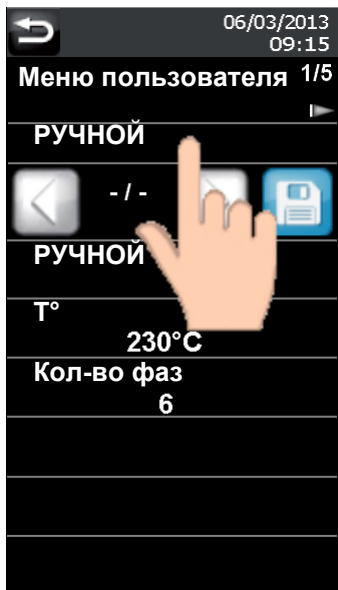 06/03/2013
09:15
Меню пользователя 1/5
РУЧНОЙ
- / -
РУЧНОЙ
T°
230°C
Кол-во фаз
6